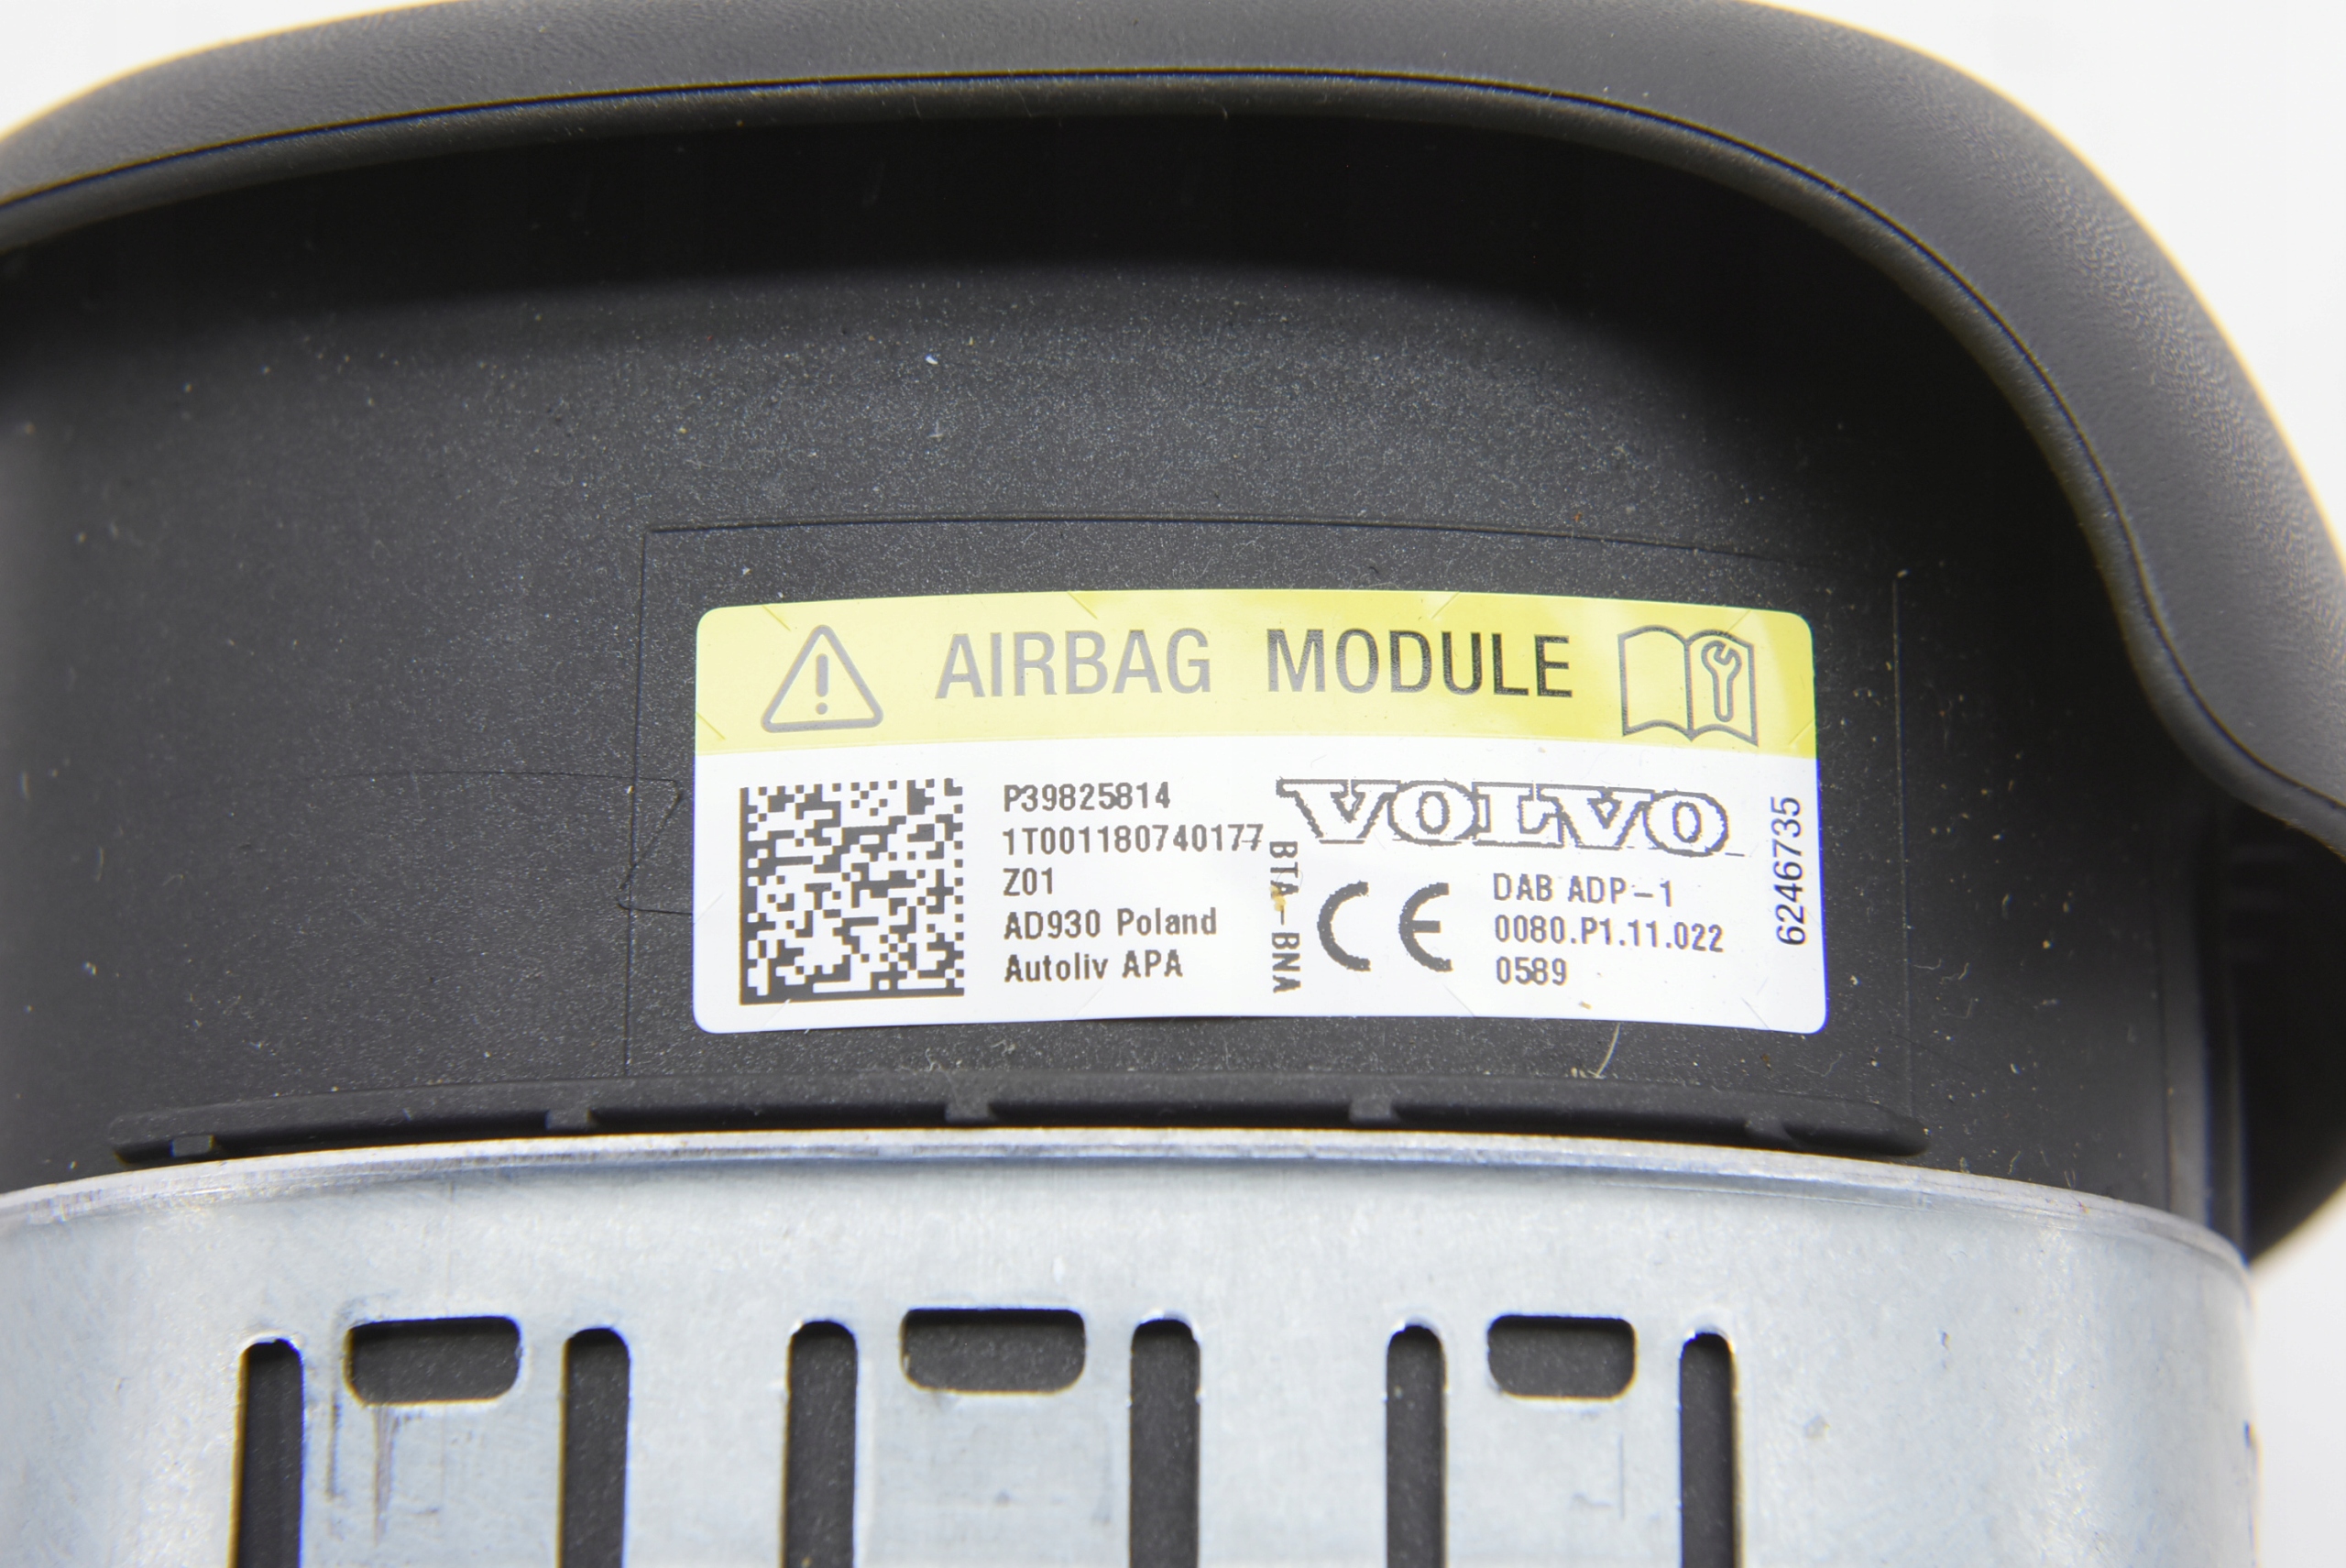 AIRBAG MODULE
P39825814
1T001180740177
Z01
AD930 Poland
Autoliv APA
BTA-BNA
VOLVO
CE
DAB ADP-1
0080.P1.11.022
0589
6246735